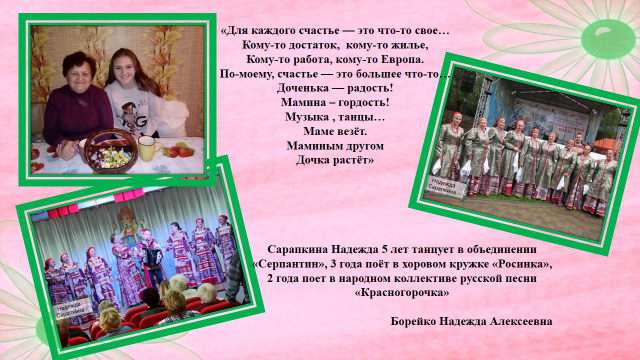 «Для каждого счастье — это что-то свое…
Кому-то достаток, кому-то жилье,
Кому-то работа, кому-то Европа.
По-моему, счастье — это большее что-то…
Доченька — радость!
Мамина – гордость!
Музыка , танцы…
Маме везёт.
Маминым другом
Дочка растёт»
Надежда
Сарапкина
Надежда
Сарапкина
Сарапкина Надежда 5 лет танцует в объединении
«Серпантин», 3 года поёт в хоровом кружке «Росинка»,
2 года поет в народном коллективе русской песни
«Красногорочка»
Борейко Надежда Алексеевна